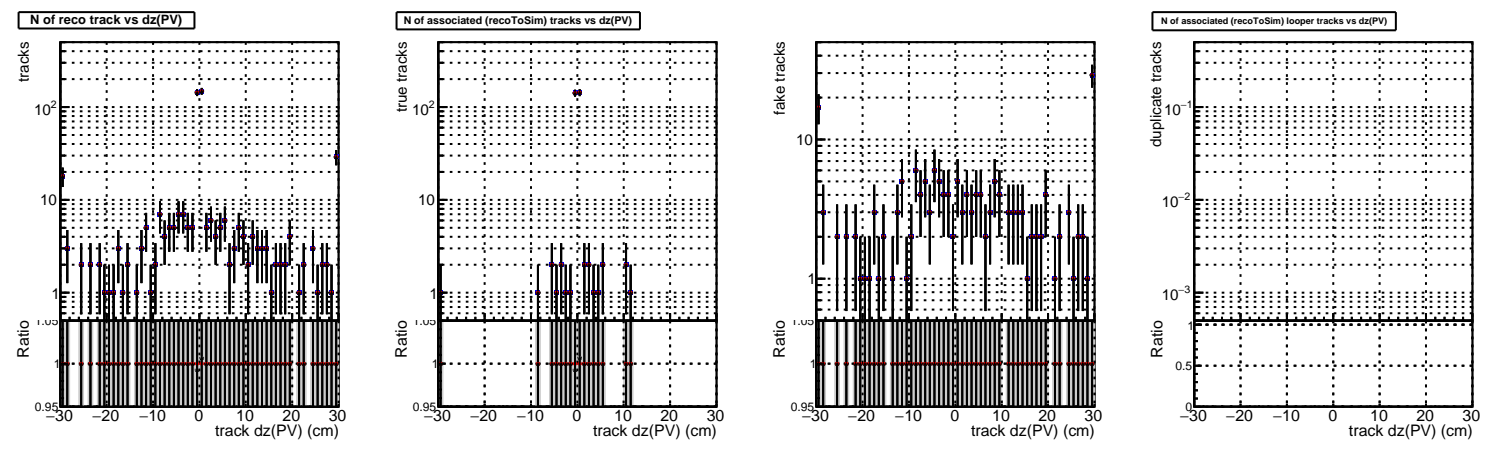 N of reco track vs dz(PV)
tracks
10²
10
1
Ratio
1.05
1
0.95
−30 −20 −10 0 10 20 30
track dz(PV) (cm)
N of associated (recoToSim) tracks vs dz(PV)
true tracks
10²
10
1
Ratio
1.05
1
0.95
−30 −20 −10 0 10 20 30
track dz(PV) (cm)
fake tracks
10
1
Ratio
1.05
1
0.95
−30 −20 −10 0 10 20 30
track dz(PV) (cm)
N of associated (recoToSim) looper tracks vs dz(PV)
duplicate tracks
10⁻¹
10⁻²
10⁻³
Ratio
1
0.5
0
−30 −20 −10 0 10 20 30
track dz(PV) (cm)